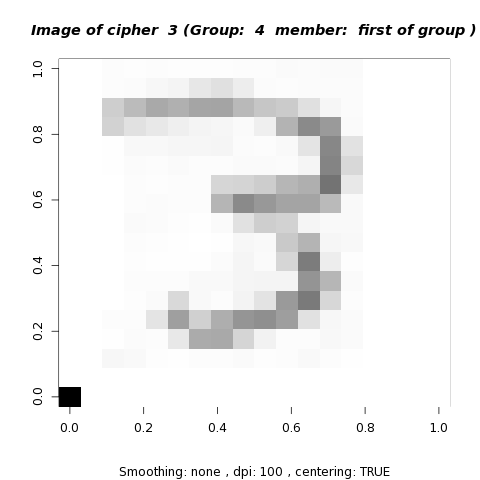 Image of cipher 3 (Group: 4 member: first of group )
1.0
0.8
0.6
0.4
0.2
0.0
0.0 0.2 0.4 0.6 0.8 1.0
Smoothing: none , dpi: 100 , centering: TRUE